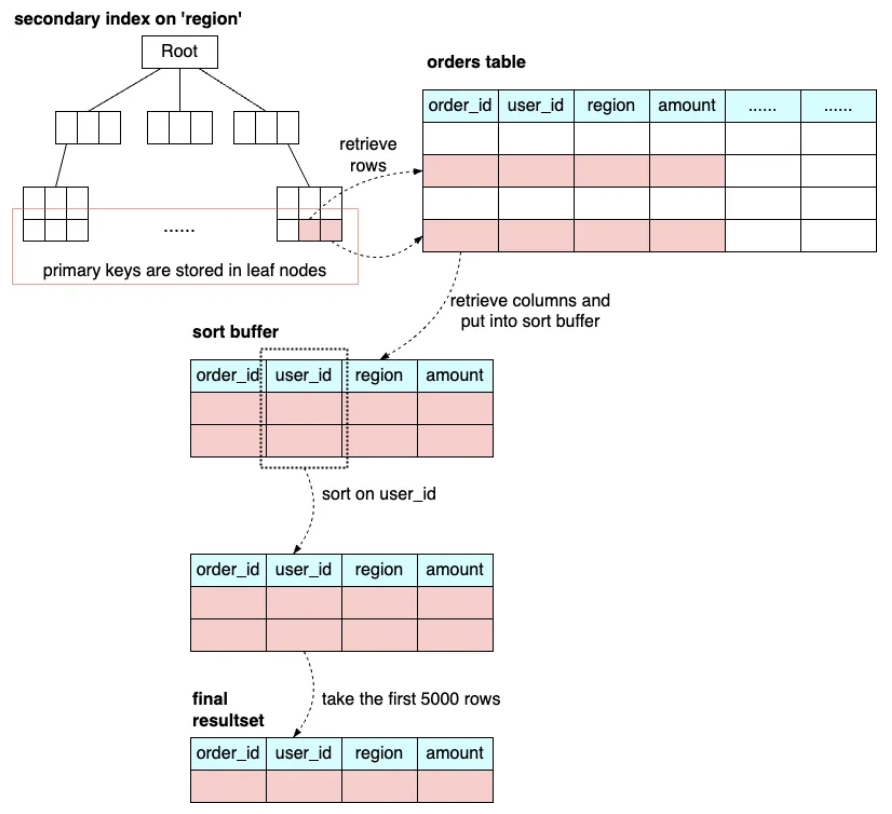 secondary index on 'region'
Root
orders table
order_id user_id region amount ...... ......
retrieve
rows
......
primary keys are stored in leaf nodes
retrieve columns and
put into sort buffer
sort buffer
order_id user_id region amount
sort on user_id
order_id user_id region amount
take the first 5000 rows
final
resultset
order_id user_id region amount